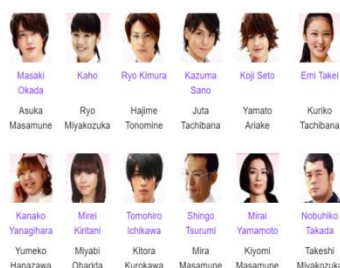 Masaki Okada
Kaho
Ryo Kimura
Kazuma Sano
Koji Seto
Emi Takei
Asuka Masamune
Ryo Miyakozuka
Hajime Tonomine
Juta Tachibana
Yamato Ariake
Kuriko Tachibana
Kanako Yanagihara
Mirei Kiritani
Tomohiro Ichikawa
Shingo Tsurumi
Mirai Yamamoto
Nobuhiko Takada
Yumeko Hanazawa
Miyabi Oharida
Kitora Kurokawa
Mira Masamune
Kiyomi Masamune
Takeshi Miyakozuka